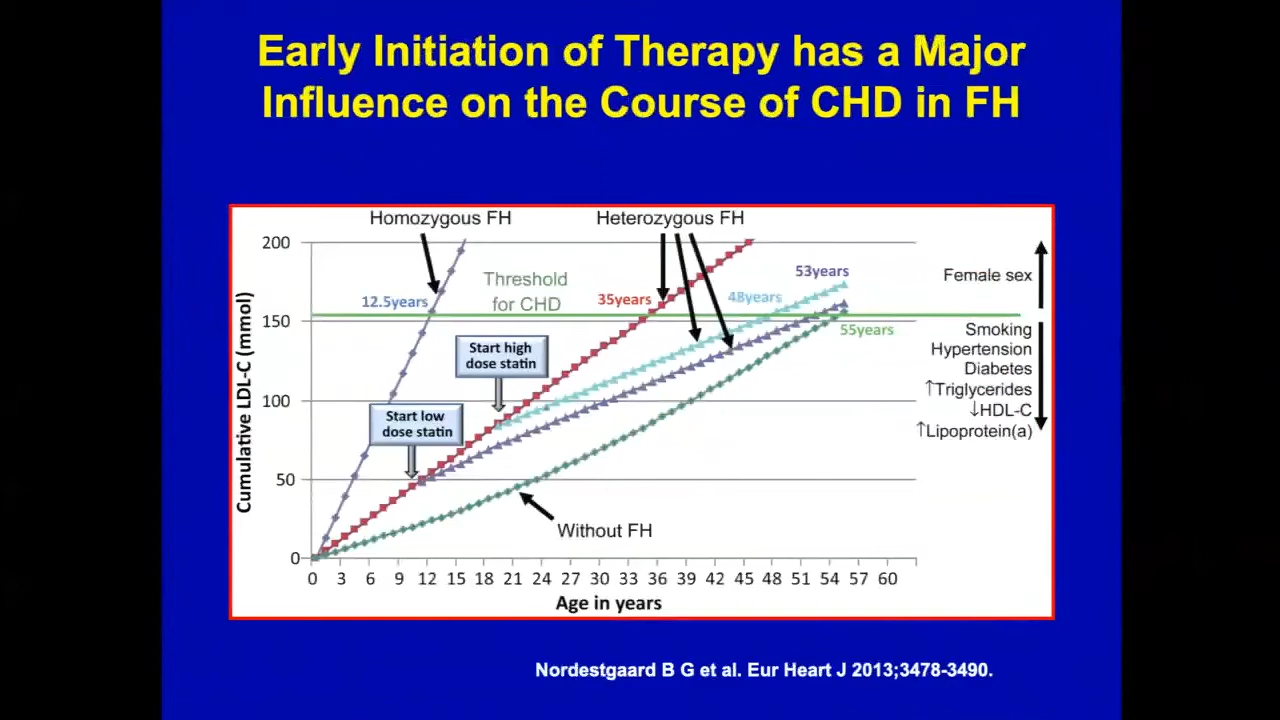 Early Initiation of Therapy has a Major
Influence on the Course of CHD in FH
Homozygous FH
Heterozygous FH
200
150
100
50
0
Cumulative LDL-C (mmol)
Threshold
for CHD
12.5years
35years
48years
53years
55years
Start high
dose statin
Start low
dose statin
Without FH
Female sex
Smoking
Hypertension
Diabetes
↑Triglycerides
↓HDL-C
↑Lipoprotein(a)
0 3 6 9 12 15 18 21 24 27 30 33 36 39 42 45 48 51 54 57 60
Age in years
Nordestgaard B G et al. Eur Heart J 2013;3478-3490.